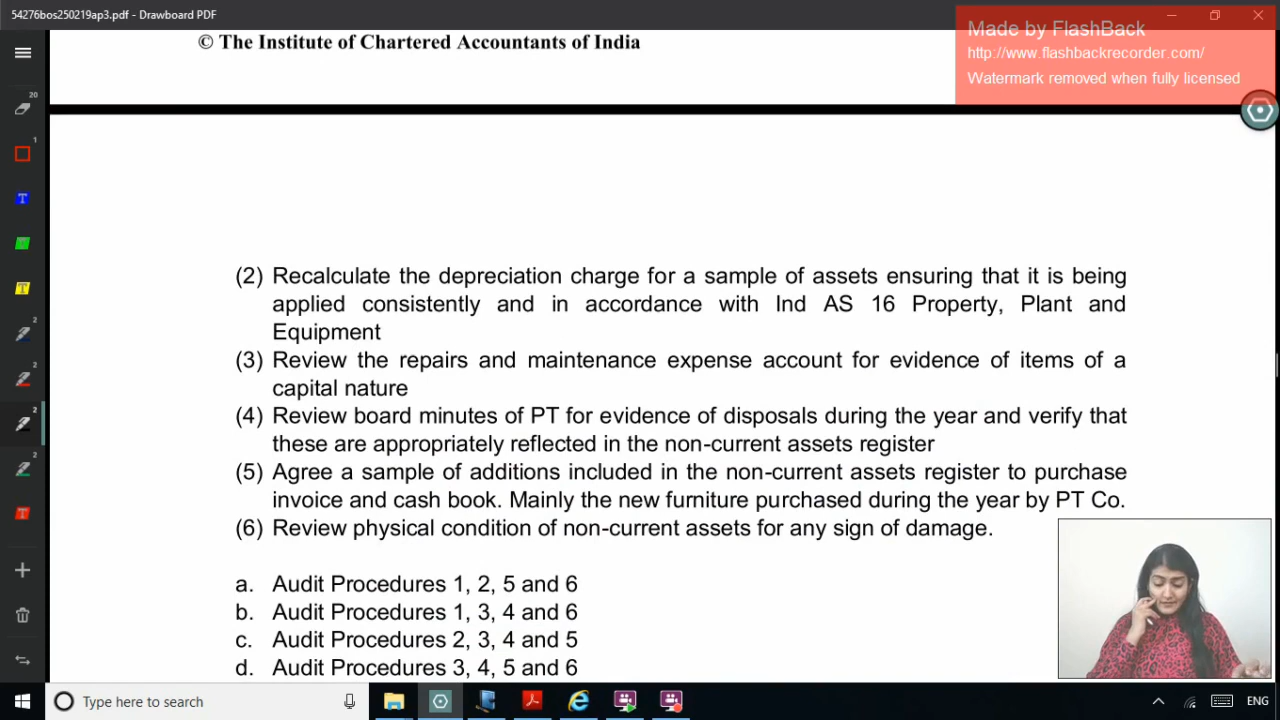 54276bos250219ap3.pdf - Drawboard PDF
Made by FlashBack
http://www.flashbackrecorder.com/
Watermark removed when fully licensed
© The Institute of Chartered Accountants of India
20
1
T
T
2
2
2
2
T
(2) Recalculate the depreciation charge for a sample of assets ensuring that it is being
applied consistently and in accordance with Ind AS 16 Property, Plant and
Equipment
(3) Review the repairs and maintenance expense account for evidence of items of a
capital nature
(4) Review board minutes of PT for evidence of disposals during the year and verify that
these are appropriately reflected in the non-current assets register
(5) Agree a sample of additions included in the non-current assets register to purchase
invoice and cash book. Mainly the new furniture purchased during the year by PT Co.
(6) Review physical condition of non-current assets for any sign of damage.
a. Audit Procedures 1, 2, 5 and 6
b. Audit Procedures 1, 3, 4 and 6
c. Audit Procedures 2, 3, 4 and 5
d. Audit Procedures 3, 4, 5 and 6
Type here to search
ENG